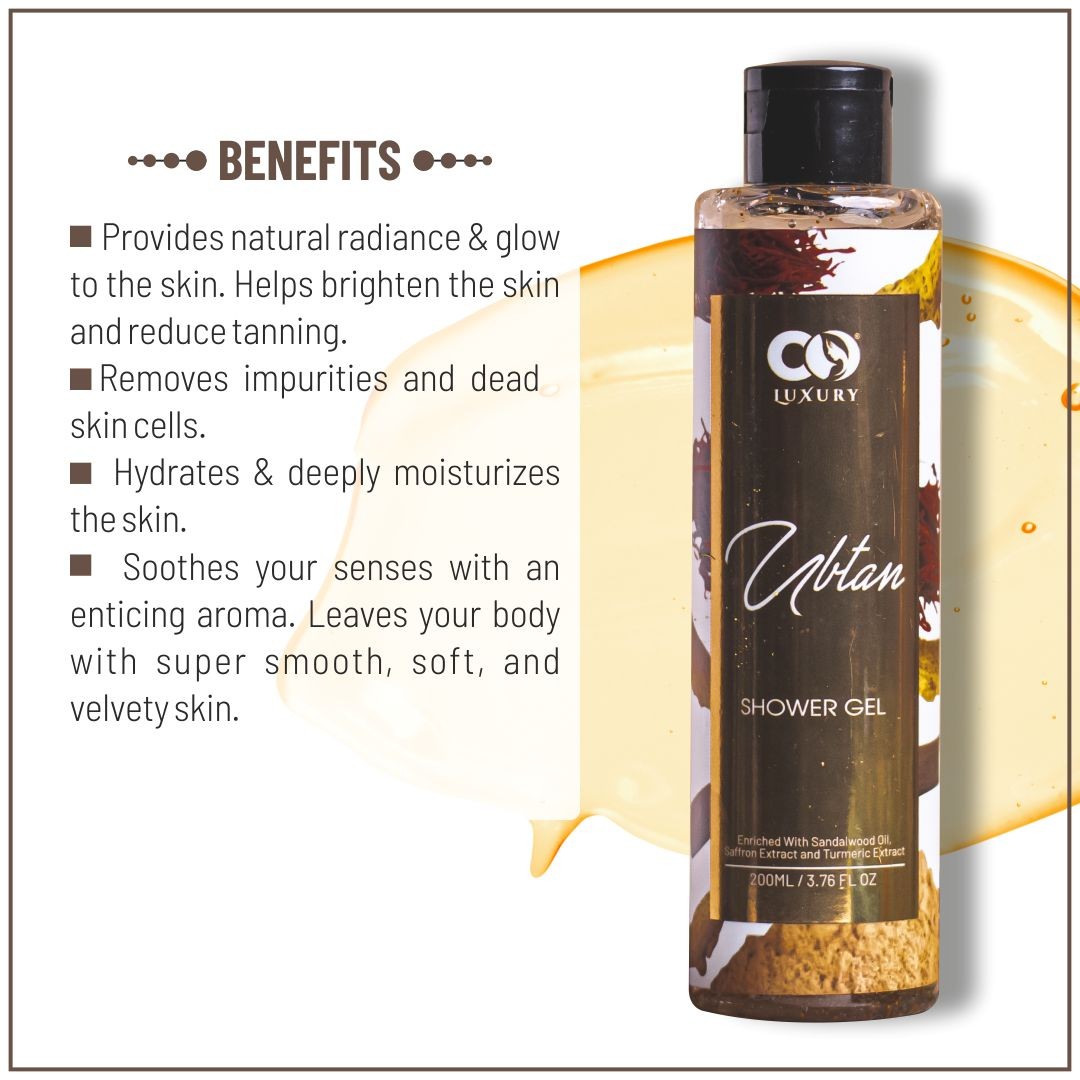 BENEFITS
■ Provides natural radiance & glow
to the skin. Helps brighten the skin
and reduce tanning.
■ Removes impurities and dead
skin cells.
■ Hydrates & deeply moisturizes
the skin.
■ Soothes your senses with an
enticing aroma. Leaves your body
with super smooth, soft, and
velvety skin.
CO®
LUXURY
Ubtan
SHOWER GEL
Enriched With Sandalwood Oil,
Saffron Extract and Turmeric Extract
200ML / 3.76 FL OZ